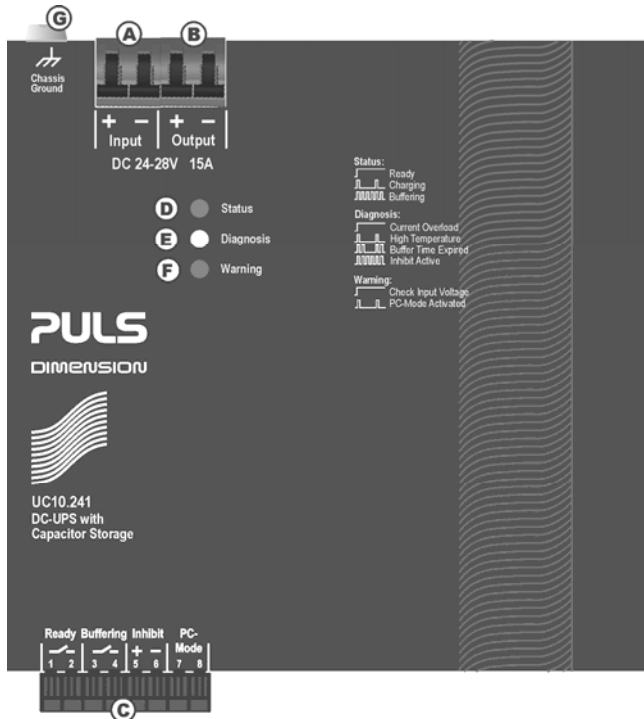 G
A
B
Chassis
Ground
+ − + −
Input Output
DC 24-28V 15A
D Status
E Diagnosis
F Warning
Status:
Ready
Charging
Buffering
Diagnosis:
Current Overload
High Temperature
Buffer Time Expired
Inhibit Active
Warning:
Check Input Voltage
PC-Mode Activated
PULS
DIMENSION
UC10.241
DC-UPS with
Capacitor Storage
Ready Buffering Inhibit PC-
Mode
+ −
1 2 3 4 5 6 7 8
C